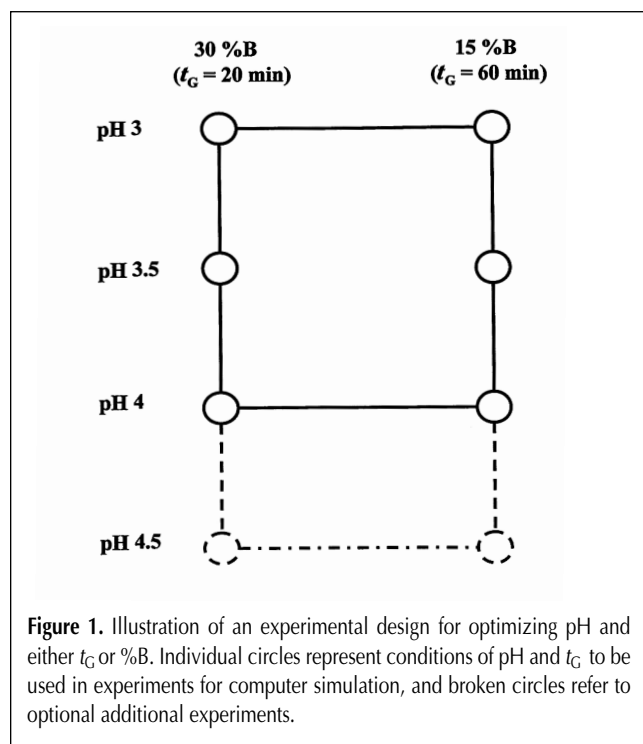 30 %B 15 %B
(tG = 20 min) (tG = 60 min)
pH 3
pH 3.5
pH 4
pH 4.5
Figure 1. Illustration of an experimental design for optimizing pH and
either tG or %B. Individual circles represent conditions of pH and tG to be
used in experiments for computer simulation, and broken circles refer to
optional additional experiments.